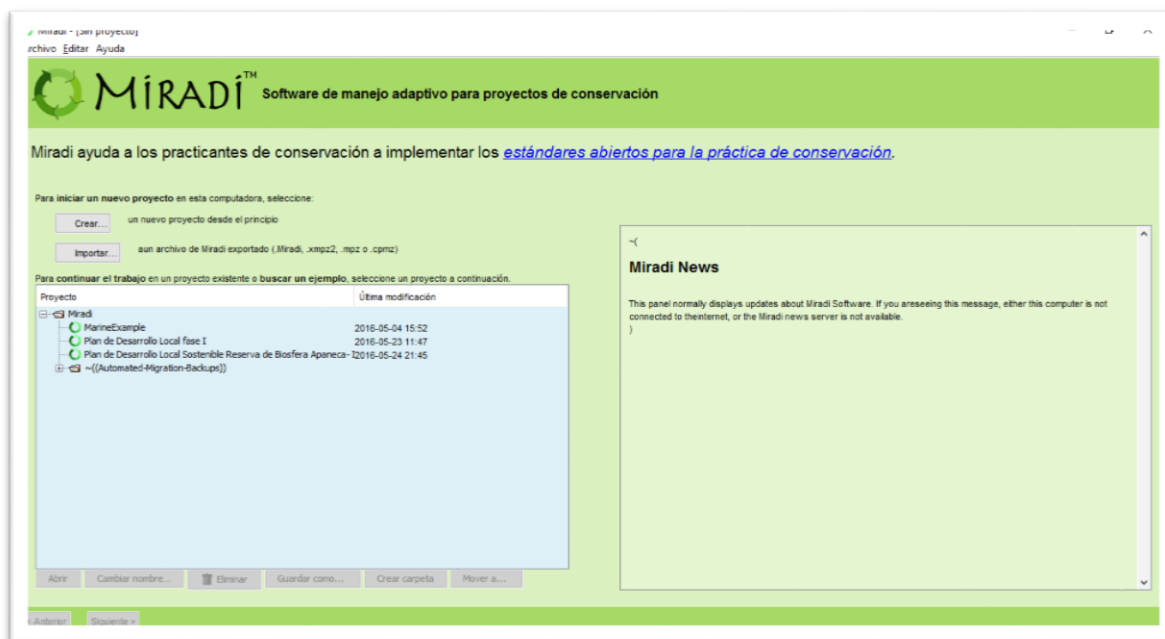 Miradi - [Sin proyecto]
rchivo Editar Ayuda
MIRADI™ Software de manejo adaptivo para proyectos de conservación
Miradi ayuda a los practicantes de conservación a implementar los estándares abiertos para la práctica de conservación.
Para iniciar un nuevo proyecto en esta computadora, seleccione:
Crear... un nuevo proyecto desde el principio
Importar... aun archivo de Miradi exportado (.Miradi, .xmpz2, .mpz o .cpmz)
Para continuar el trabajo en un proyecto existente o buscar un ejemplo, seleccione un proyecto a continuación.
Proyecto Última modificación
Miradi
MarineExample 2016-05-04 15:52
Plan de Desarrollo Local fase I 2016-05-23 11:47
Plan de Desarrollo Local Sostenible Reserva de Biosfera Apaneca- 2016-05-24 21:45
~((Automated-Migration-Backups))
Abrir Cambiar nombre... Eliminar Guardar como... Crear carpeta Mover a...
~(
Miradi News
This panel normally displays updates about Miradi Software. If you areseeing this message, either this computer is not
connected to theinternet, or the Miradi news server is not available.
)
< Anterior Siguiente >